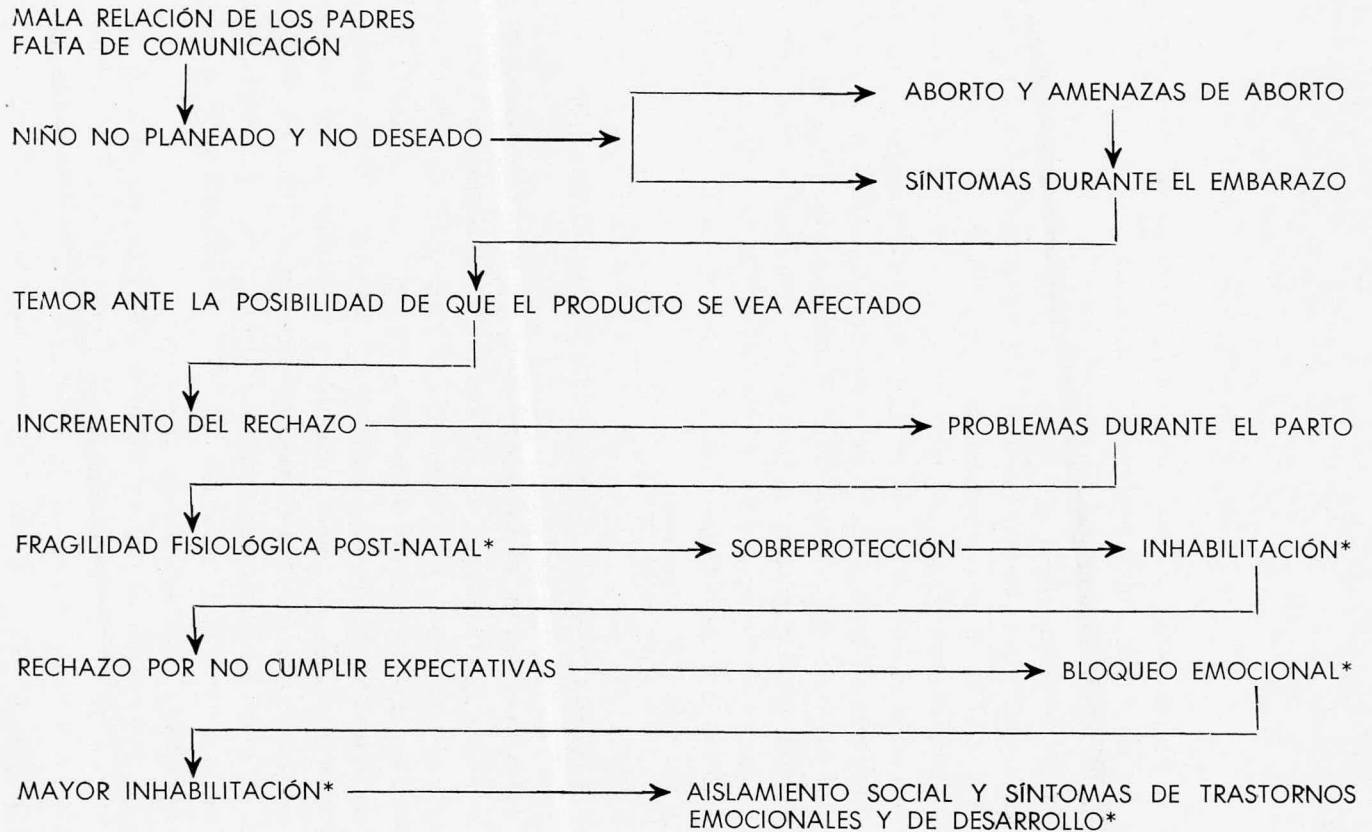 MALA RELACIÓN DE LOS PADRES
FALTA DE COMUNICACIÓN
ABORTO Y AMENAZAS DE ABORTO
NIÑO NO PLANEADO Y NO DESEADO
SÍNTOMAS DURANTE EL EMBARAZO
TEMOR ANTE LA POSIBILIDAD DE QUE EL PRODUCTO SE VEA AFECTADO
INCREMENTO DEL RECHAZO
PROBLEMAS DURANTE EL PARTO
FRAGILIDAD FISIOLÓGICA POST-NATAL*
SOBREPROTECCIÓN
INHABILITACIÓN*
RECHAZO POR NO CUMPLIR EXPECTATIVAS
BLOQUEO EMOCIONAL*
MAYOR INHABILITACIÓN*
AISLAMIENTO SOCIAL Y SÍNTOMAS DE TRASTORNOS
EMOCIONALES Y DE DESARROLLO*